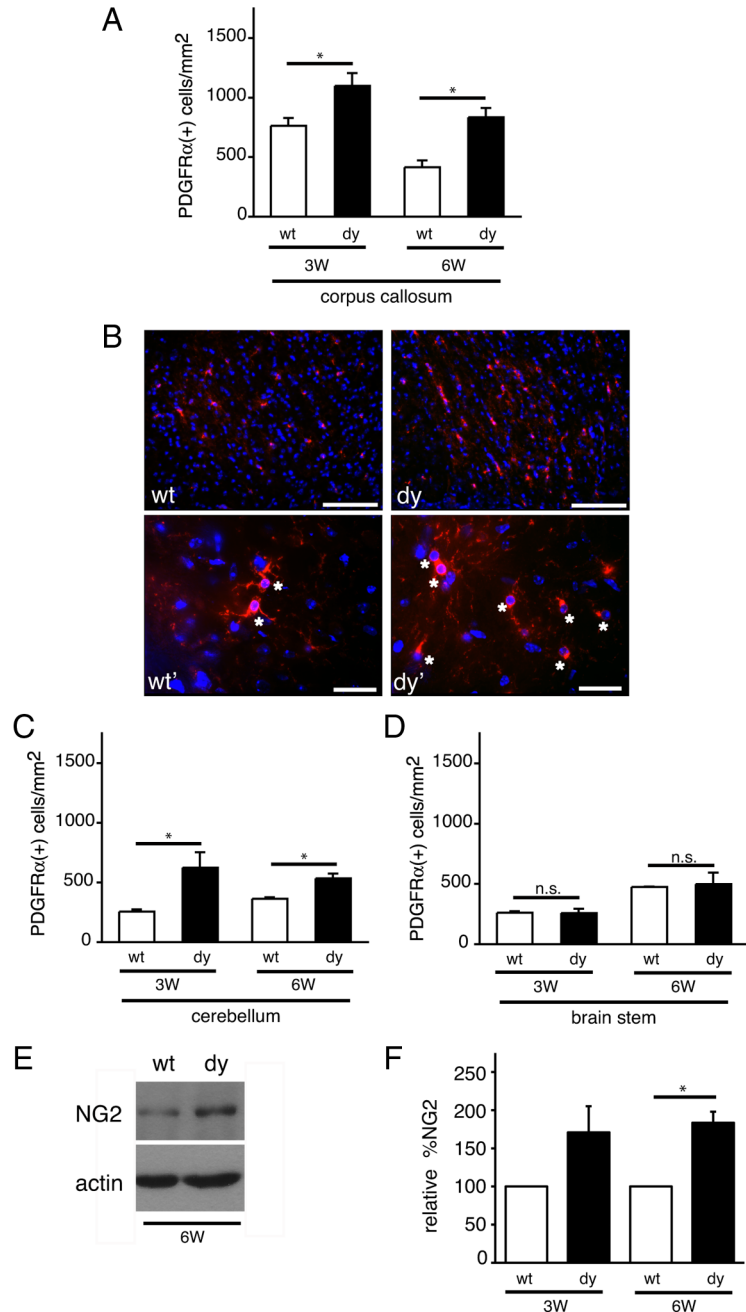 A
PDGFRα(+) cells/mm2
1500
1000
500
0
*
*
wt
dy
wt
dy
3W
6W
corpus callosum
B
wt
dy
*
*
wt'
*
*
*
*
*
*
*
dy'
C
PDGFRα(+) cells/mm2
1500
1000
500
0
*
*
wt
dy
wt
dy
3W
6W
cerebellum
D
PDGFRα(+) cells/mm2
1500
1000
500
0
n.s.
n.s.
wt
dy
wt
dy
3W
6W
brain stem
E
wt dy
NG2
actin
6W
F
relative %NG2
250
200
150
100
50
0
*
wt
dy
wt
dy
3W
6W